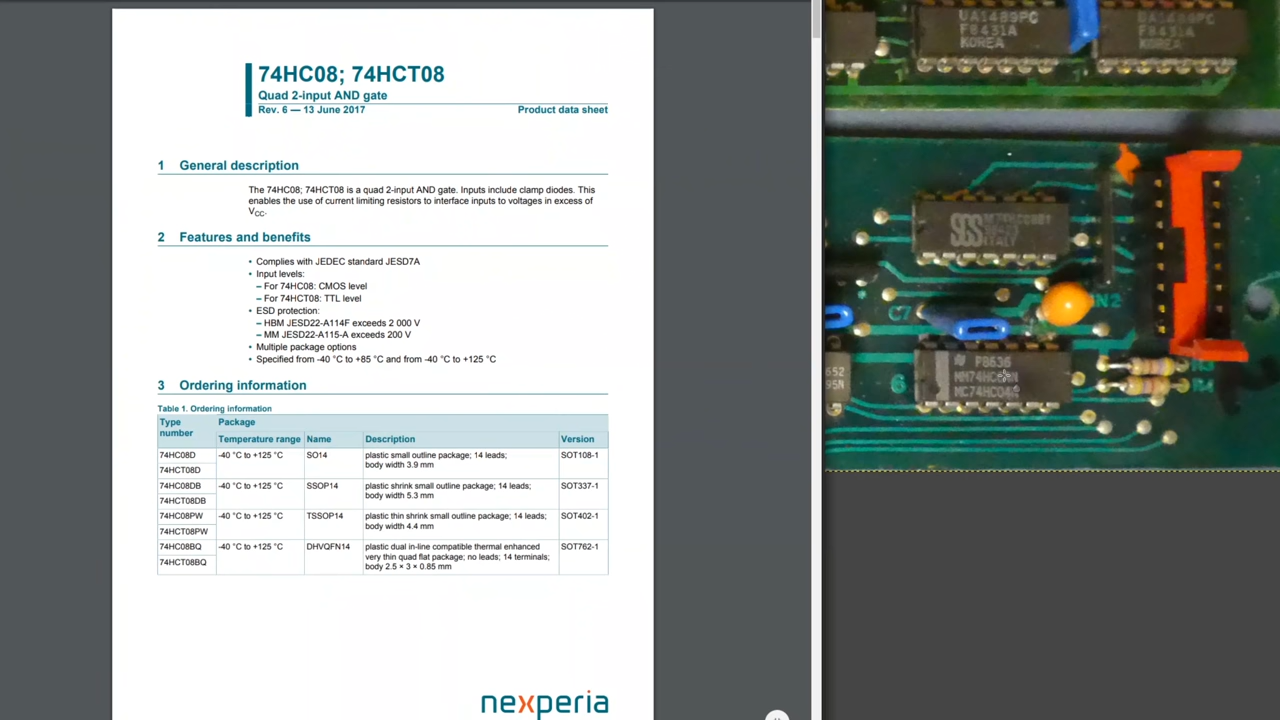 74HC08; 74HCT08
Quad 2-input AND gate
Rev. 6 — 13 June 2017 Product data sheet
1 General description
The 74HC08; 74HCT08 is a quad 2-input AND gate. Inputs include clamp diodes. This
enables the use of current limiting resistors to interface inputs to voltages in excess of
VCC.
2 Features and benefits
• Complies with JEDEC standard JESD7A
• Input levels:
– For 74HC08: CMOS level
– For 74HCT08: TTL level
• ESD protection:
– HBM JESD22-A114F exceeds 2 000 V
– MM JESD22-A115-A exceeds 200 V
• Multiple package options
• Specified from -40 °C to +85 °C and from -40 °C to +125 °C
3 Ordering information
Table 1. Ordering information
Type number Package
Temperature range Name Description Version
74HC08D -40 °C to +125 °C SO14 plastic small outline package; 14 leads; SOT108-1
body width 3.9 mm
74HCT08D
74HC08DB -40 °C to +125 °C SSOP14 plastic shrink small outline package; 14 leads; SOT337-1
body width 5.3 mm
74HCT08DB
74HC08PW -40 °C to +125 °C TSSOP14 plastic thin shrink small outline package; 14 leads; SOT402-1
body width 4.4 mm
74HCT08PW
74HC08BQ -40 °C to +125 °C DHVQFN14 plastic dual in-line compatible thermal enhanced SOT762-1
very thin quad flat package; no leads; 14 terminals;
74HCT08BQ body 2.5 × 3 × 0.85 mm
nexperia
UA1489PC
F8431A
KOREA
UA1489PC
F8431A
KOREA
SGS
ITALY
C7
N2
P8636
MC74HC04N
6
R4